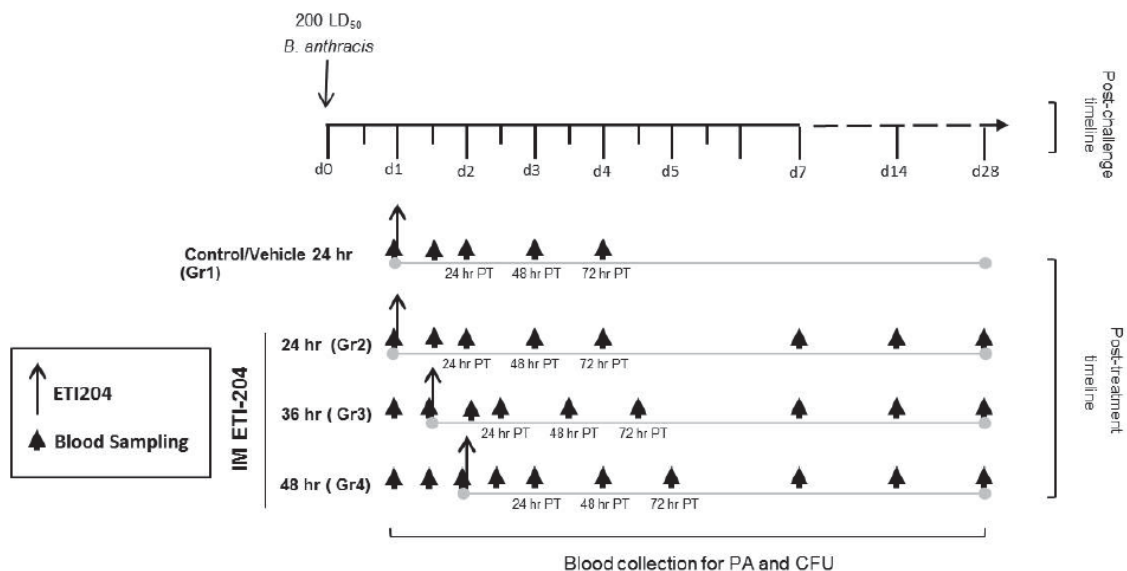 200 LD50
B. anthracis
Post-challenge
timeline
d0 d1 d2 d3 d4 d5 d7 d14 d28
Control/Vehicle 24 hr
(Gr1)
24 hr PT 48 hr PT 72 hr PT
24 hr (Gr2)
24 hr PT 48 hr PT 72 hr PT
36 hr ( Gr3)
24 hr PT 48 hr PT 72 hr PT
48 hr ( Gr4)
24 hr PT 48 hr PT 72 hr PT
IM ETI-204
ETI204
Blood Sampling
Post-treatment
timeline
Blood collection for PA and CFU